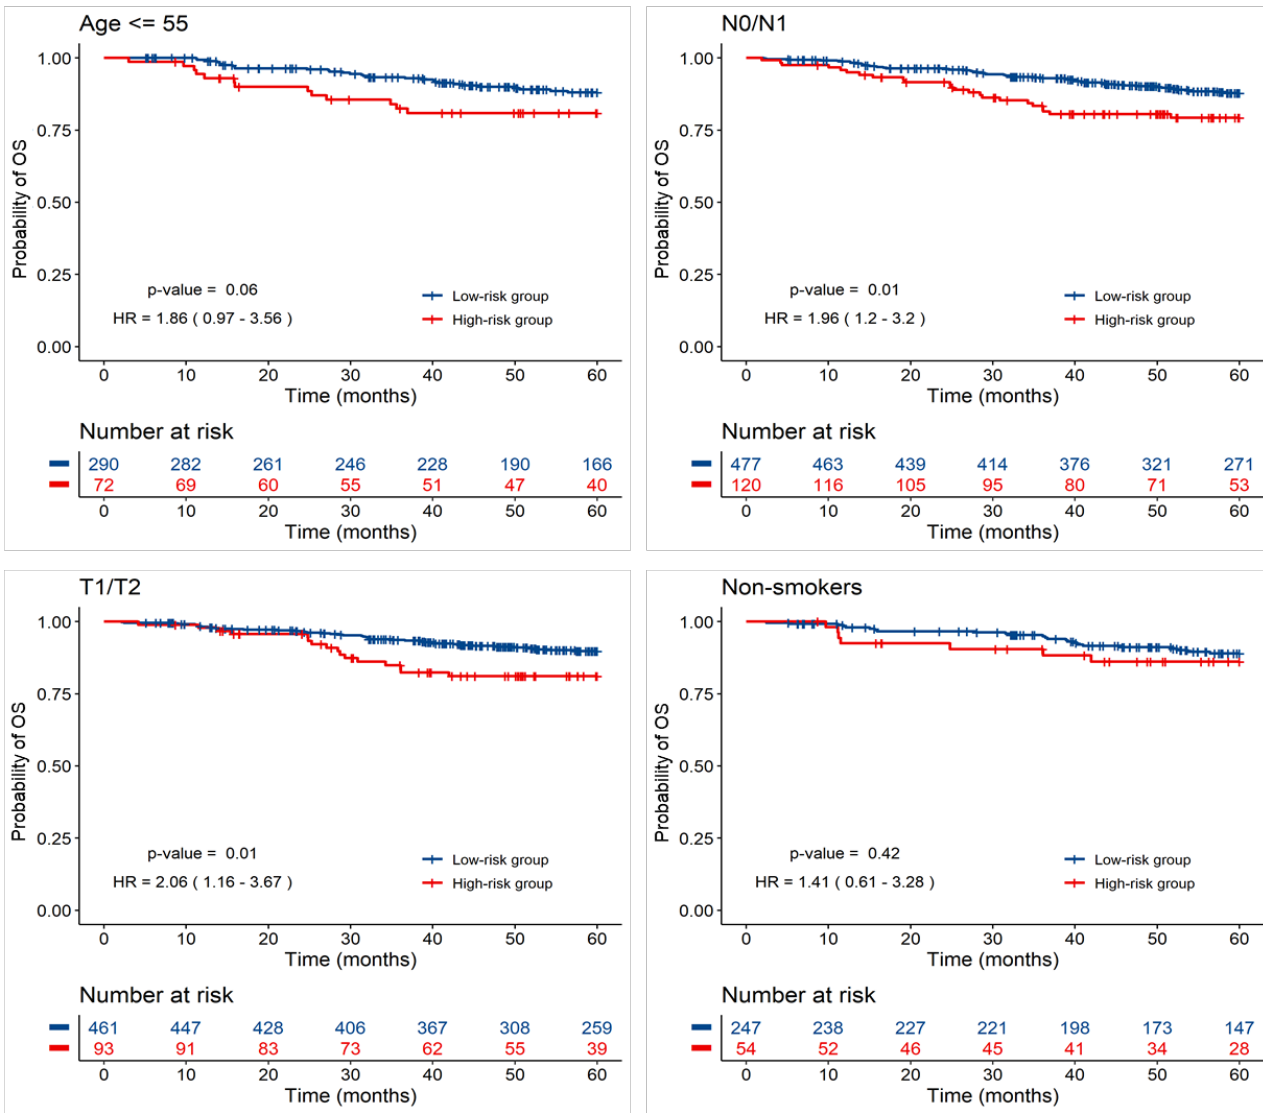 Age <= 55
1.00
0.75
0.50
0.25
0.00
Probability of OS
p-value = 0.06
HR = 1.86 ( 0.97 - 3.56 )
Low-risk group
High-risk group
0 10 20 30 40 50 60
Time (months)
Number at risk
290 282 261 246 228 190 166
72 69 60 55 51 47 40
0 10 20 30 40 50 60
Time (months)
N0/N1
1.00
0.75
0.50
0.25
0.00
Probability of OS
p-value = 0.01
HR = 1.96 ( 1.2 - 3.2 )
Low-risk group
High-risk group
0 10 20 30 40 50 60
Time (months)
Number at risk
477 463 439 414 376 321 271
120 116 105 95 80 71 53
0 10 20 30 40 50 60
Time (months)
T1/T2
1.00
0.75
0.50
0.25
0.00
Probability of OS
p-value = 0.01
HR = 2.06 ( 1.16 - 3.67 )
Low-risk group
High-risk group
0 10 20 30 40 50 60
Time (months)
Number at risk
461 447 428 406 367 308 259
93 91 83 73 62 55 39
0 10 20 30 40 50 60
Time (months)
Non-smokers
1.00
0.75
0.50
0.25
0.00
Probability of OS
p-value = 0.42
HR = 1.41 ( 0.61 - 3.28 )
Low-risk group
High-risk group
0 10 20 30 40 50 60
Time (months)
Number at risk
247 238 227 221 198 173 147
54 52 46 45 41 34 28
0 10 20 30 40 50 60
Time (months)